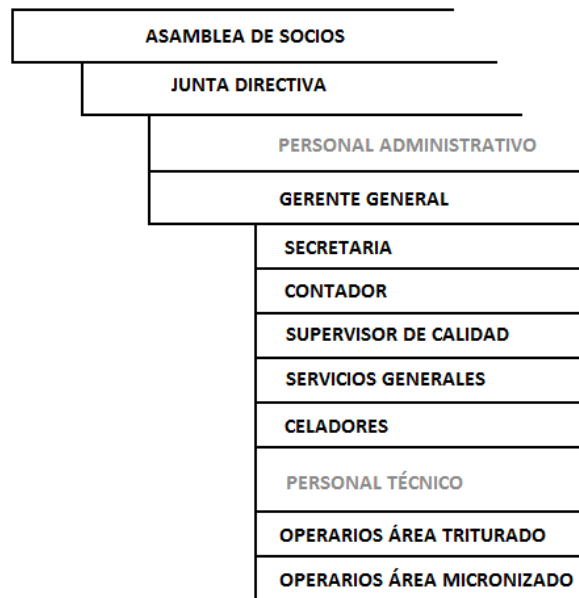 ASAMBLEA DE SOCIOS
JUNTA DIRECTIVA
PERSONAL ADMINISTRATIVO
GERENTE GENERAL
SECRETARIA
CONTADOR
SUPERVISOR DE CALIDAD
SERVICIOS GENERALES
CELADORES
PERSONAL TÉCNICO
OPERARIOS ÁREA TRITURADO
OPERARIOS ÁREA MICRONIZADO